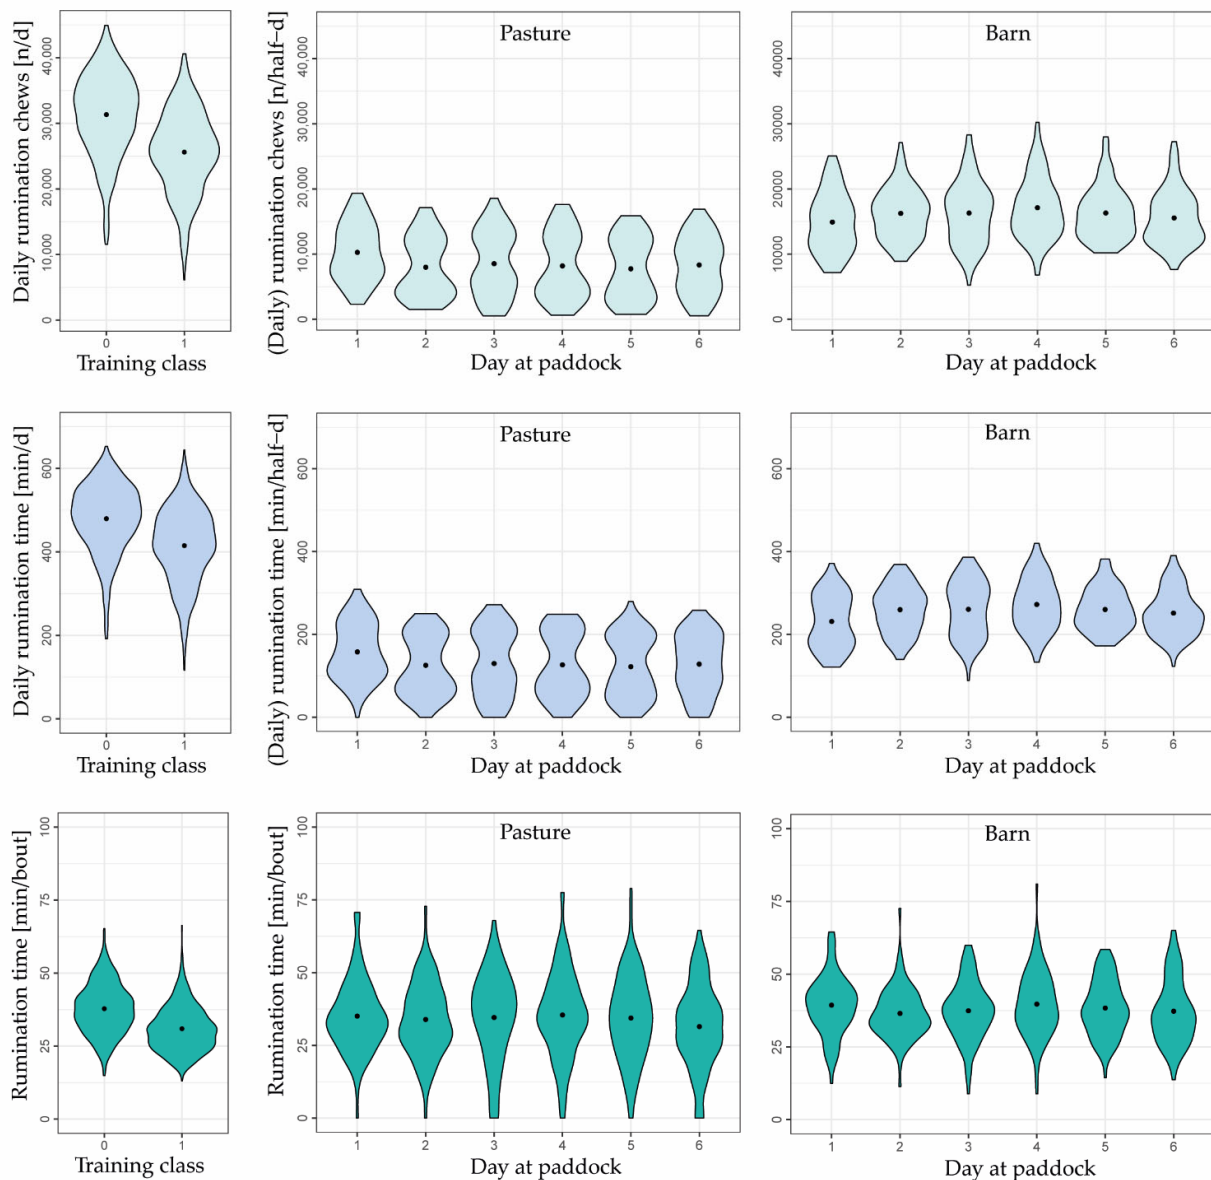 Daily rumination chews [n/d]
40,000
30,000
20,000
10,000
0
0 1
Training class
(Daily) rumination chews [n/half–d]
Pasture
40,000
30,000
20,000
10,000
0
1 2 3 4 5 6
Day at paddock
Barn
40000
30000
20000
10000
0
1 2 3 4 5 6
Day at paddock
Daily rumination time [min/d]
600
400
200
0
0 1
Training class
(Daily) rumination time [min/half–d]
Pasture
600
400
200
0
1 2 3 4 5 6
Day at paddock
Barn
600
400
200
0
1 2 3 4 5 6
Day at paddock
Rumination time [min/bout]
100
75
50
25
0
0 1
Training class
Rumination time [min/bout]
Pasture
100
75
50
25
0
1 2 3 4 5 6
Day at paddock
Barn
100
75
50
25
0
1 2 3 4 5 6
Day at paddock